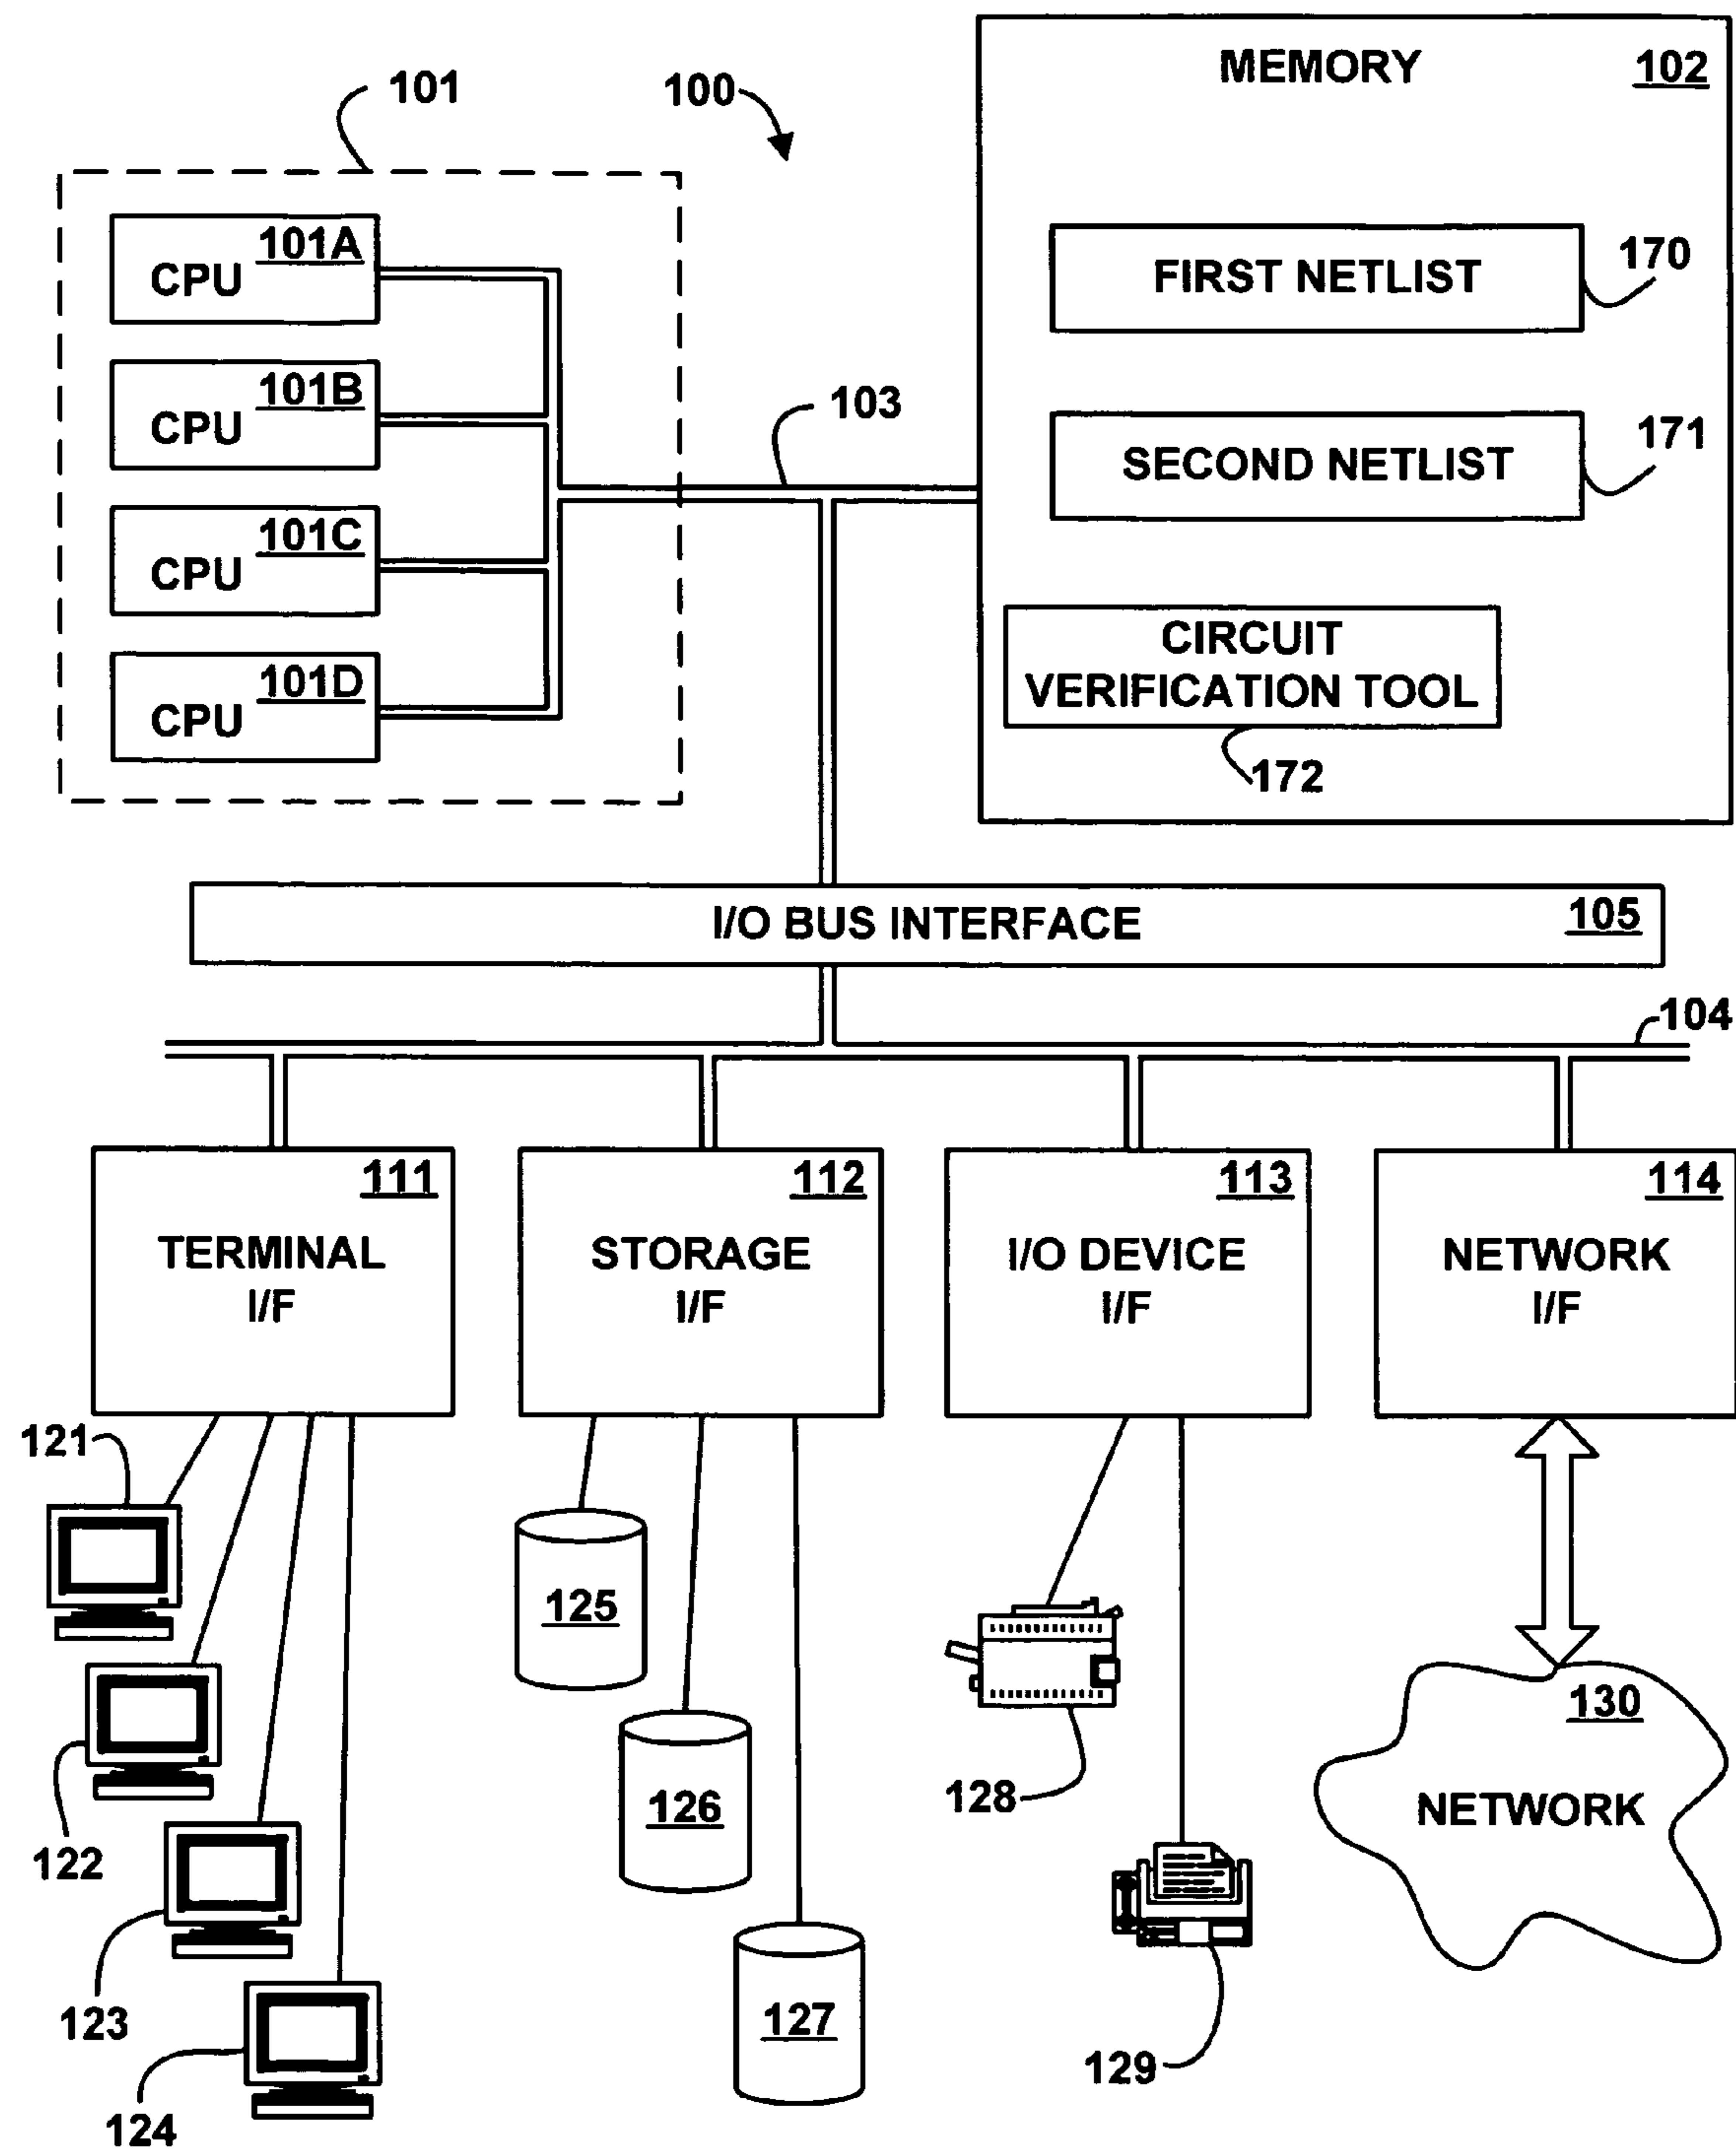 101
100
MEMORY 102
101A
CPU
101B
CPU
101C
CPU
101D
CPU
103
FIRST NETLIST
170
SECOND NETLIST
171
CIRCUIT
VERIFICATION TOOL
172
I/O BUS INTERFACE 105
104
111
TERMINAL
I/F
112
STORAGE
I/F
113
I/O DEVICE
I/F
114
NETWORK
I/F
121
122
123
124
125
126
127
128
129
130
NETWORK